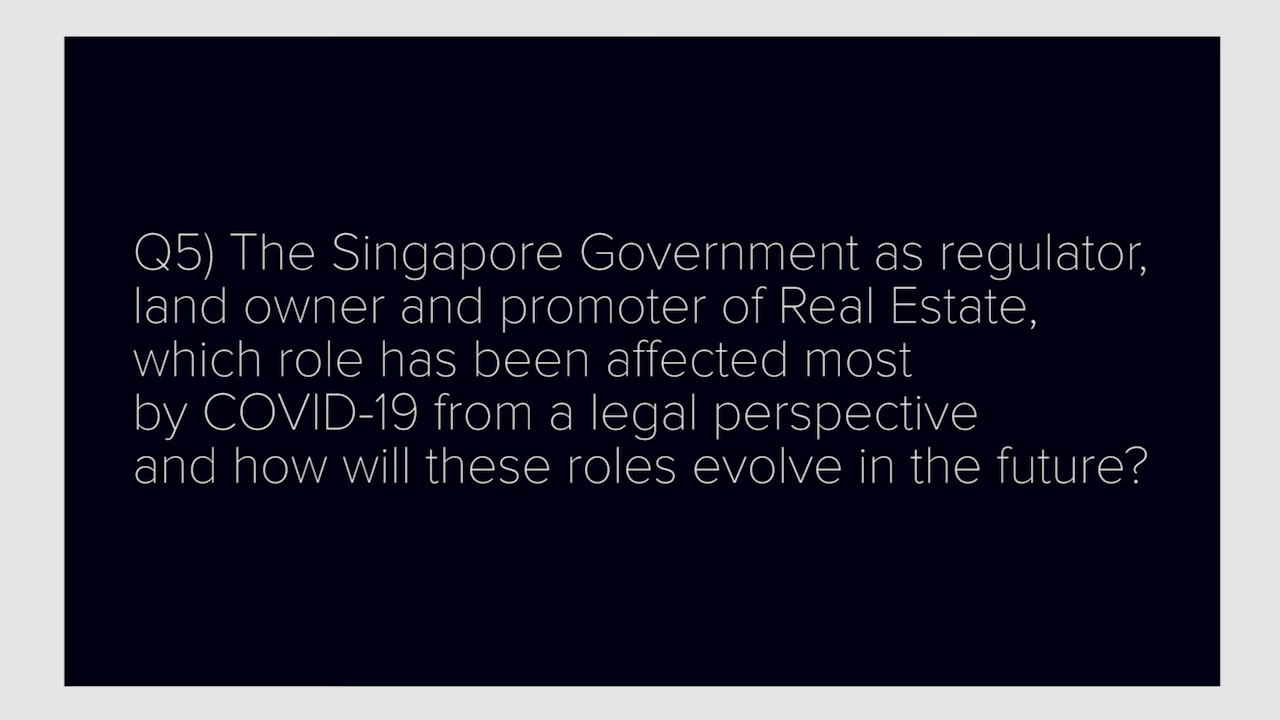 Q5) The Singapore Government as regulator,
land owner and promoter of Real Estate,
which role has been affected most
by COVID-19 from a legal perspective
and how will these roles evolve in the future?